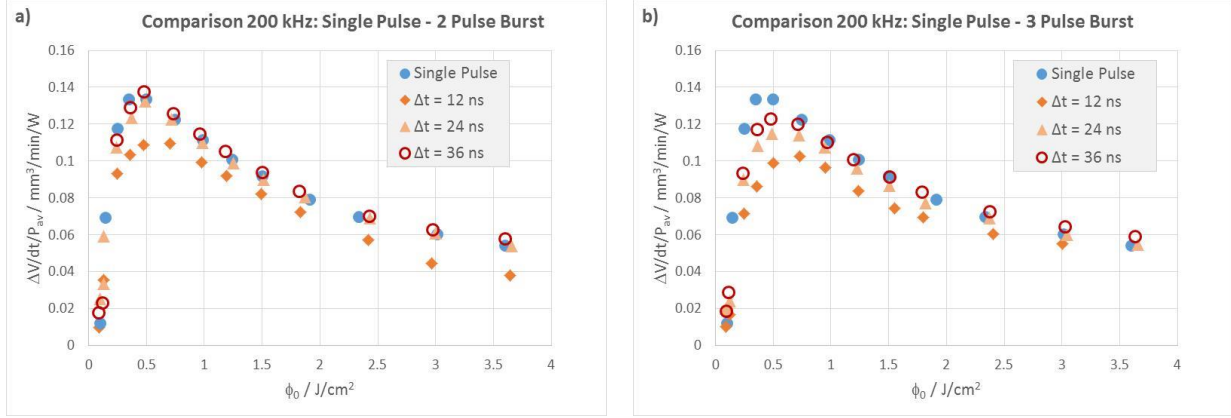 a) Comparison 200 kHz: Single Pulse - 2 Pulse Burst
ΔV/dt/Pav / mm³/min/W
0.16
0.14
0.12
0.1
0.08
0.06
0.04
0.02
0
Single Pulse
Δt = 12 ns
Δt = 24 ns
Δt = 36 ns
0 0.5 1 1.5 2 2.5 3 3.5 4
ϕ₀ / J/cm²
b) Comparison 200 kHz: Single Pulse - 3 Pulse Burst
ΔV/dt/Pav / mm³/min/W
0.16
0.14
0.12
0.1
0.08
0.06
0.04
0.02
0
Single Pulse
Δt = 12 ns
Δt = 24 ns
Δt = 36 ns
0 0.5 1 1.5 2 2.5 3 3.5 4
ϕ₀ / J/cm²